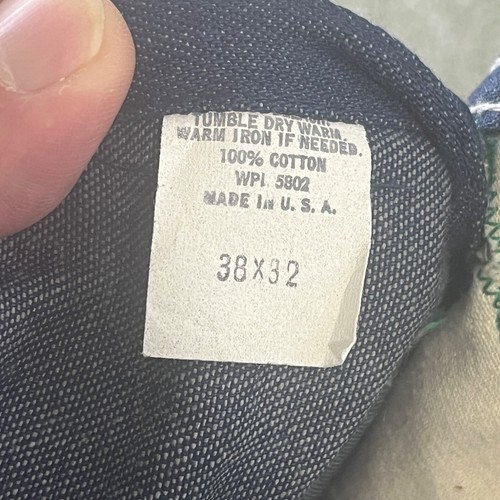 TUMBLE DRY WARM
WARM IRON IF NEEDED.
100% COTTON
WPL 5802
MADE IN U. S. A.
38X32